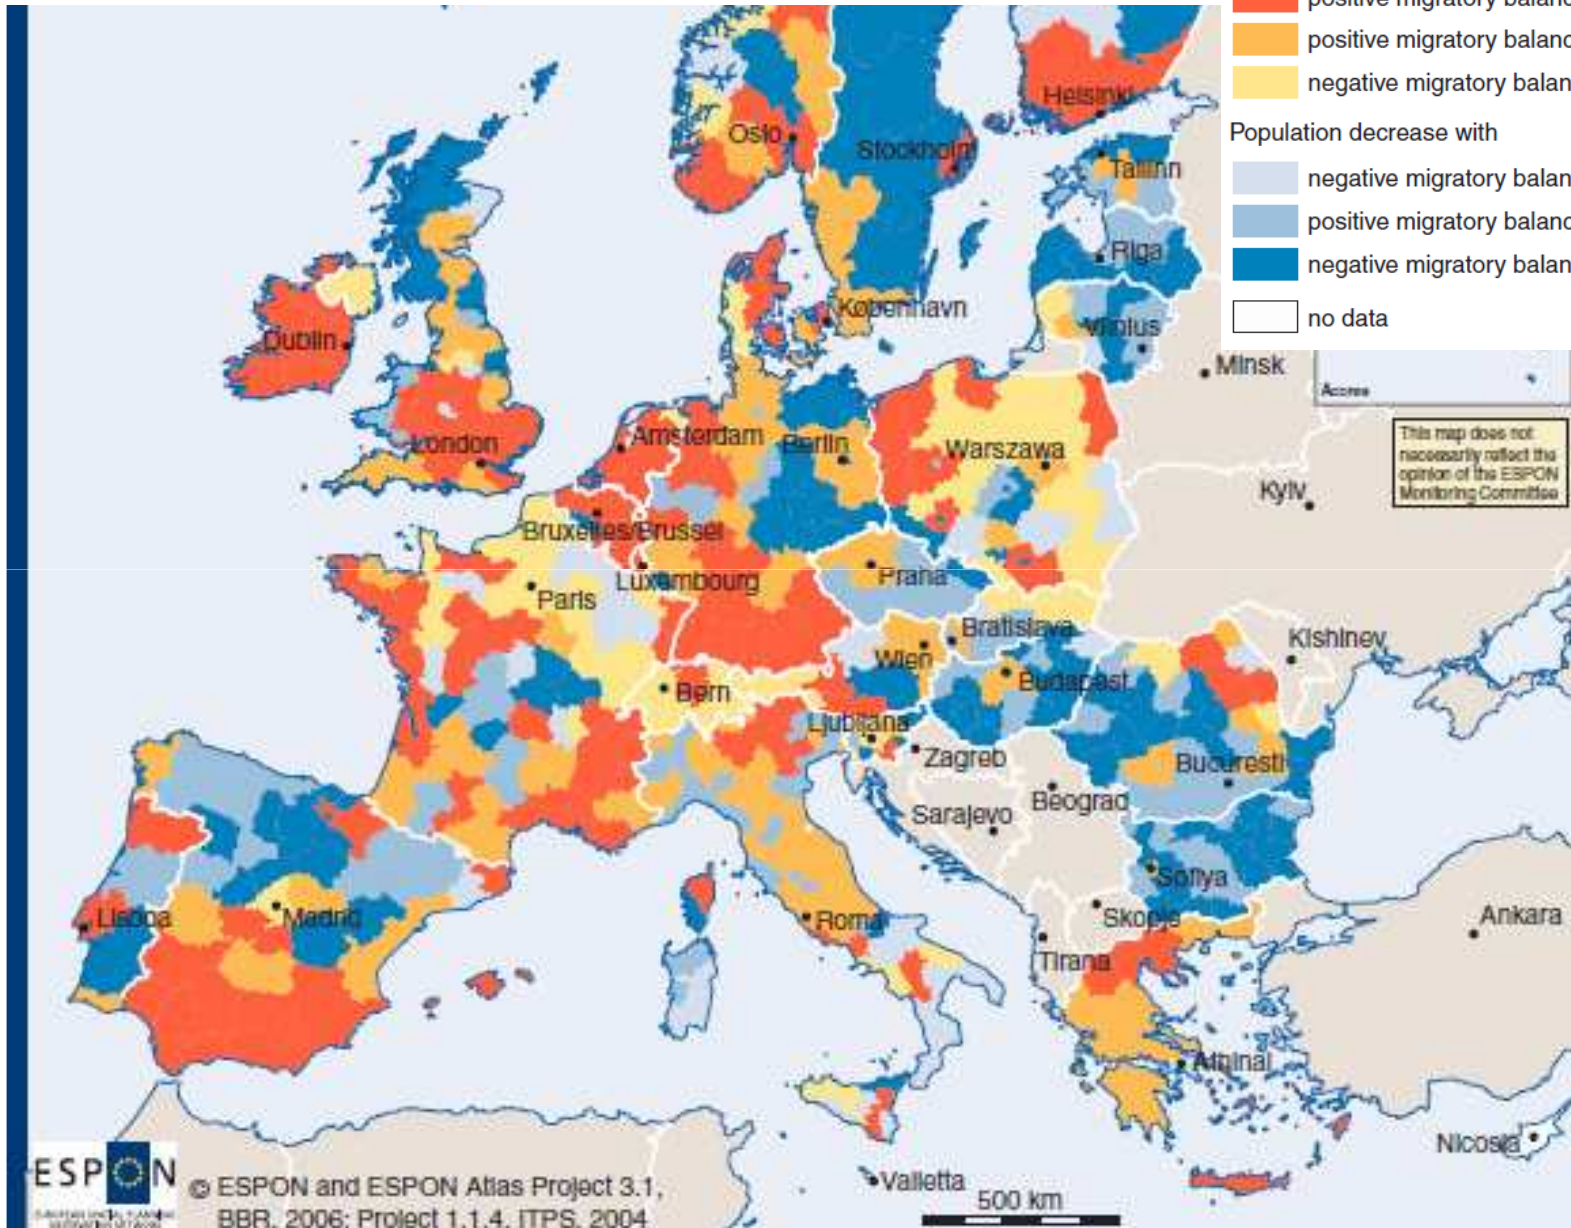 positive migratory balanc
positive migratory balanc
negative migratory balan
Population decrease with
negative migratory balan
positive migratory balanc
negative migratory balan
no data
Açores
This map does not
necessarily reflect the
opinion of the ESPON
Monitoring Committee
Helsinki
Oslo
Stockholm
Tallinn
Riga
København
Vilnius
Dublin
Minsk
London
Amsterdam
Berlin
Warszawa
Kyiv
Bruxelles/Brussel
Praha
Luxembourg
Paris
Bratislava
Kishinev
Wien
Bern
Budapest
Ljubljana
Zagreb
Bucuresti
Beograd
Sarajevo
Sofiya
Lisboa
Madrid
Roma
Skopje
Ankara
Tirana
Athinai
Nicosia
Valletta
500 km
ESPON
© ESPON and ESPON Atlas Project 3.1,
BBR, 2006; Project 1.1.4, ITPS, 2004